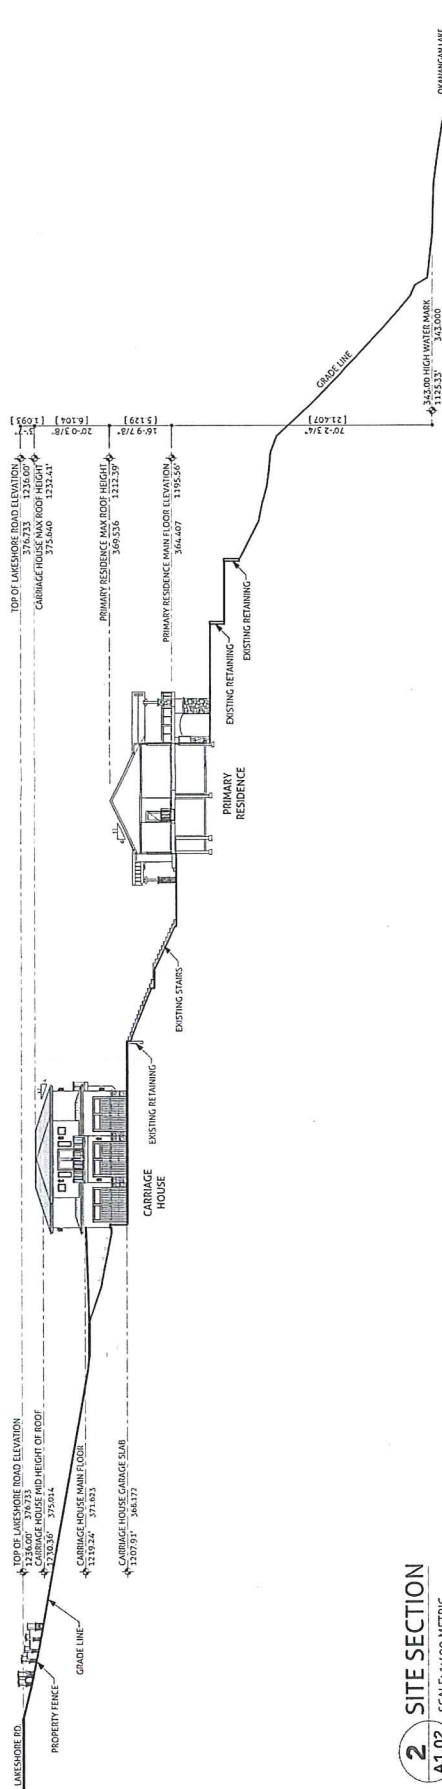 LAKESHORE RD.
PROPERTY FENCE
GRADE LINE
TOP OF LAKESHORE ROAD ELEVATION
1236.00' 376.733
CARRIAGE HOUSE MID HEIGHT OF ROOF
1230.36' 375.014
CARRIAGE HOUSE MAIN FLOOR
1219.24' 371.623
CARRIAGE HOUSE GARAGE SLAB
1207.91' 368.172
CARRIAGE
HOUSE
EXISTING RETAINING
EXISTING STAIRS
PRIMARY
RESIDENCE
EXISTING RETAINING
EXISTING RETAINING
TOP OF LAKESHORE ROAD ELEVATION
376.733 1236.00'
CARRIAGE HOUSE MAX ROOF HEIGHT
375.640 1232.41'
PRIMARY RESIDENCE MAX ROOF HEIGHT
369.536 1212.39'
PRIMARY RESIDENCE MAIN FLOOR ELEVATION
364.407 1195.56'
[ 1.093 ]
3'-7"
[ 6.104 ]
20'-0 3/8"
[ 5.129 ]
16'-9 7/8"
[ 21.407 ]
70'-2 3/4"
GRADE LINE
343.00 HIGH WATER MARK
1125.33' 343.000
OKANAGAN LAKE
2 SITE SECTION
A1.02 SCALE: 1:400 METRIC